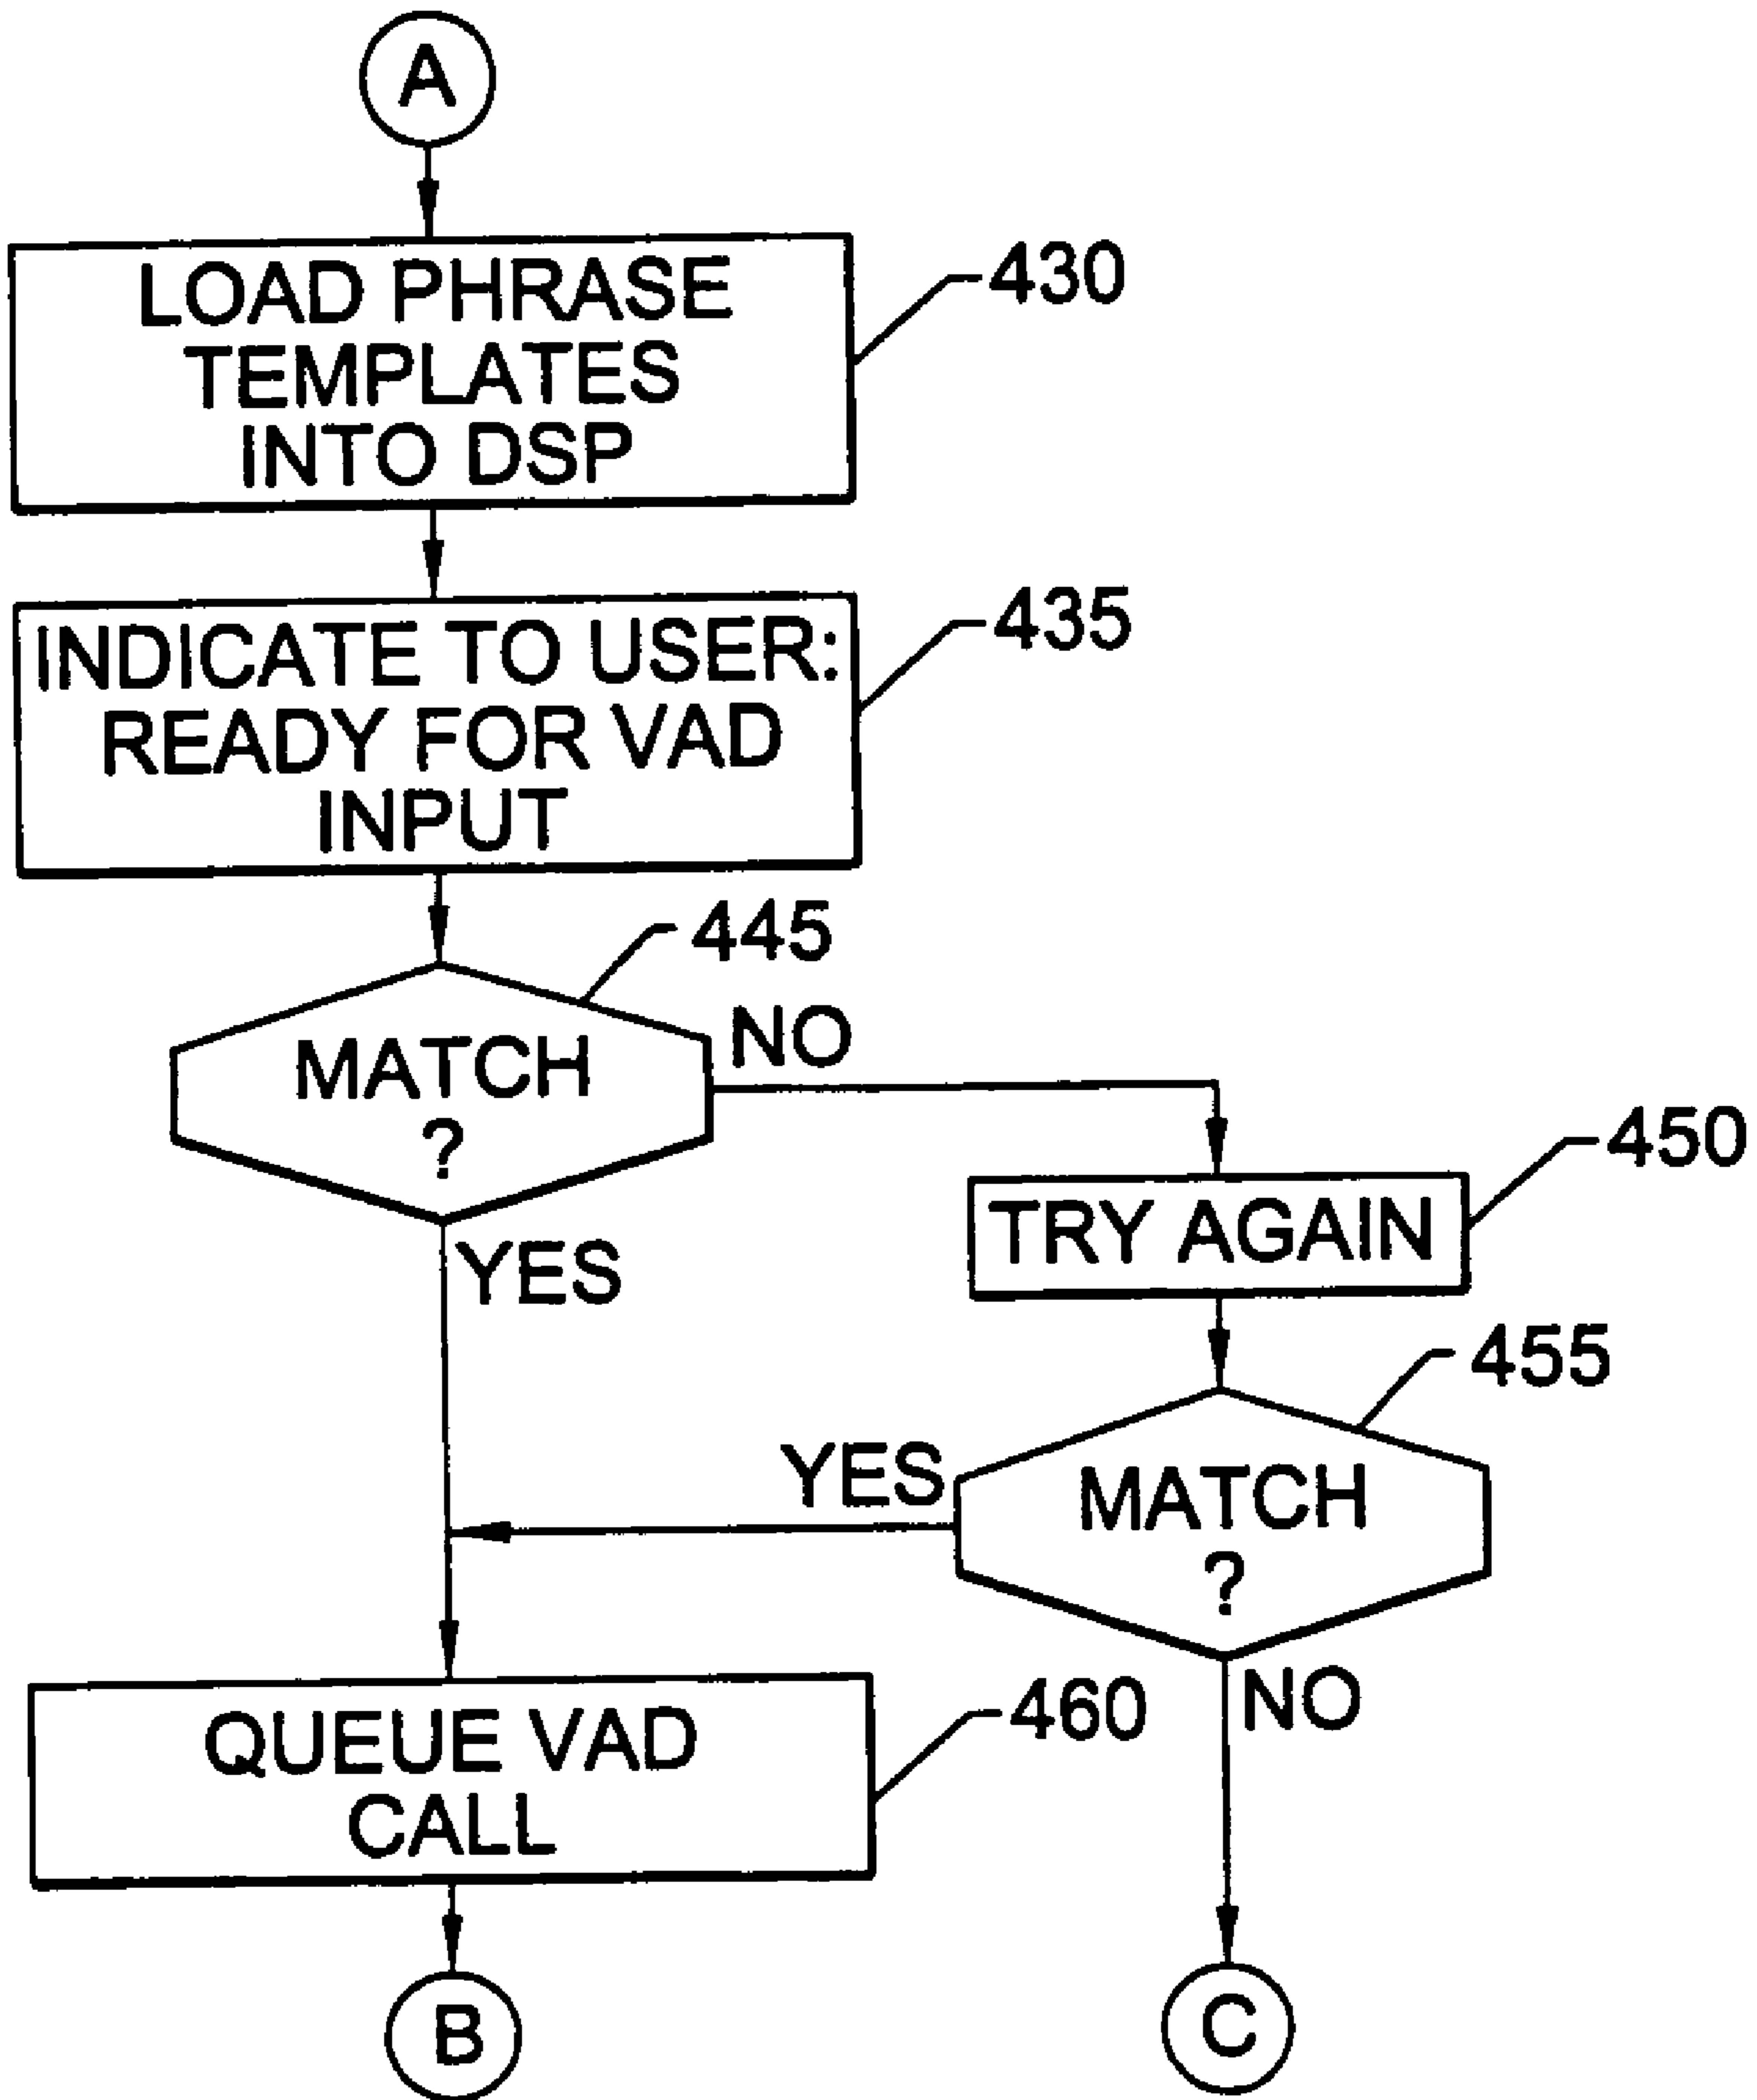 A
LOAD PHRASE
TEMPLATES
INTO DSP
430
INDICATE TO USER:
READY FOR VAD
INPUT
435
445
MATCH
?
NO
YES
450
TRY AGAIN
455
MATCH
?
YES
NO
QUEUE VAD
CALL
460
B
C